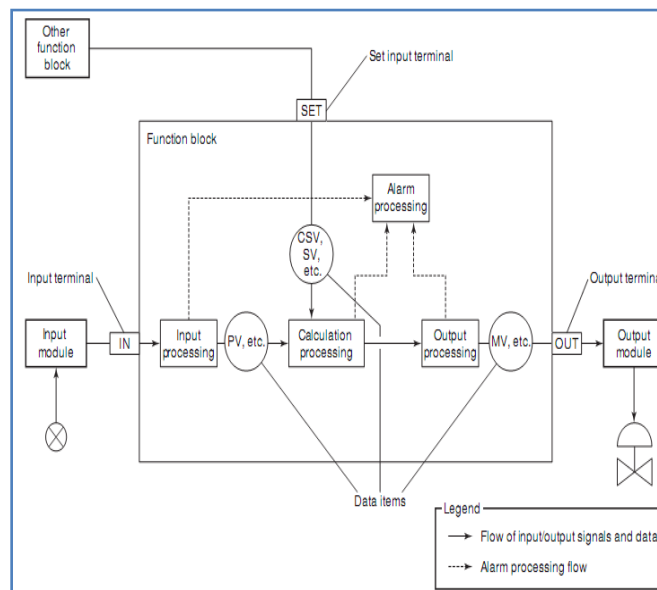 Other
function
block
Set input terminal
SET
Function block
Alarm
processing
CSV,
SV,
etc.
Input terminal
Output terminal
Input
module
IN
Input
processing
PV, etc.
Calculation
processing
Output
processing
MV, etc.
OUT
Output
module
Data items
Legend
Flow of input/output signals and data
Alarm processing flow